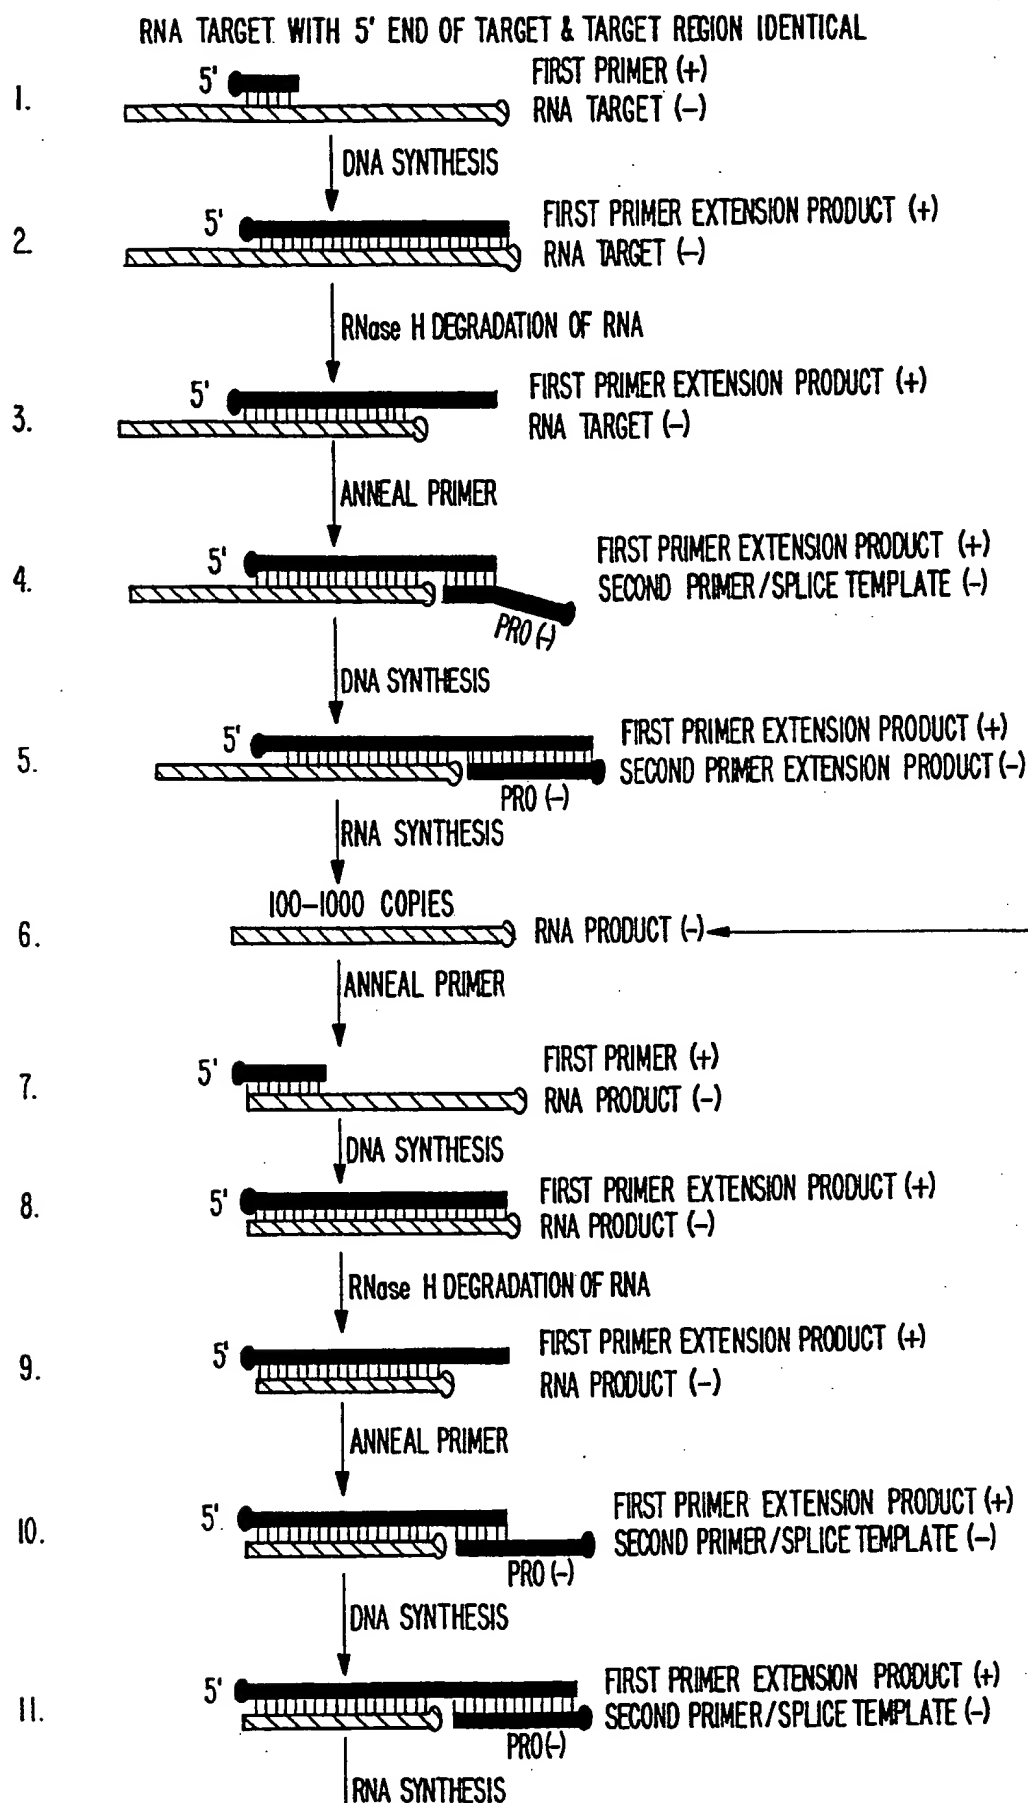 RNA TARGET WITH 5' END OF TARGET & TARGET REGION IDENTICAL
1.
5'
FIRST PRIMER (+)
RNA TARGET (-)
DNA SYNTHESIS
2.
5'
FIRST PRIMER EXTENSION PRODUCT (+)
RNA TARGET (-)
RNase H DEGRADATION OF RNA
3.
5'
FIRST PRIMER EXTENSION PRODUCT (+)
RNA TARGET (-)
ANNEAL PRIMER
4.
5'
FIRST PRIMER EXTENSION PRODUCT (+)
SECOND PRIMER/SPLICE TEMPLATE (-)
PRO (-)
DNA SYNTHESIS
5.
5'
FIRST PRIMER EXTENSION PRODUCT (+)
SECOND PRIMER EXTENSION PRODUCT (-)
PRO (-)
RNA SYNTHESIS
100-1000 COPIES
6.
RNA PRODUCT (-)
ANNEAL PRIMER
7.
5'
FIRST PRIMER (+)
RNA PRODUCT (-)
DNA SYNTHESIS
8.
5'
FIRST PRIMER EXTENSION PRODUCT (+)
RNA PRODUCT (-)
RNase H DEGRADATION OF RNA
9.
5'
FIRST PRIMER EXTENSION PRODUCT (+)
RNA PRODUCT (-)
ANNEAL PRIMER
10.
5'
FIRST PRIMER EXTENSION PRODUCT (+)
SECOND PRIMER/SPLICE TEMPLATE (-)
PRO (-)
DNA SYNTHESIS
11.
5'
FIRST PRIMER EXTENSION PRODUCT (+)
SECOND PRIMER/SPLICE TEMPLATE (-)
PRO (-)
RNA SYNTHESIS